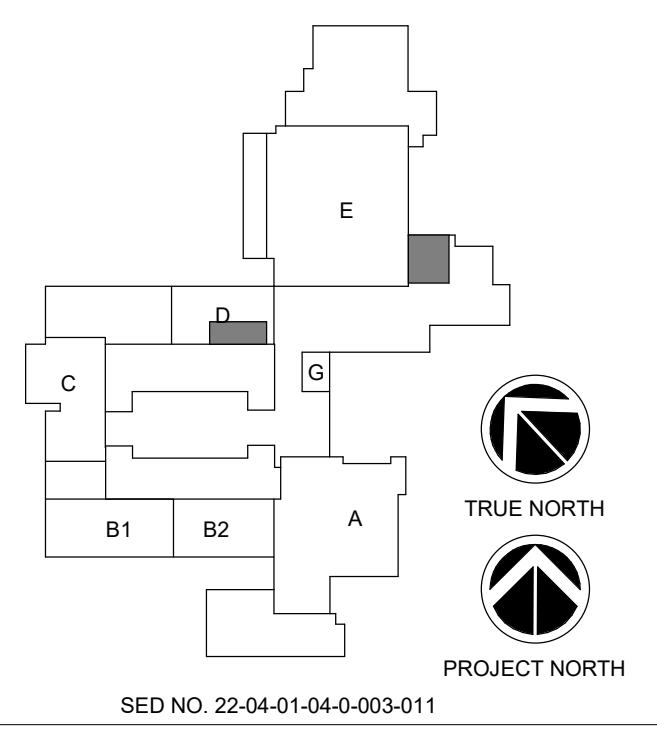 E
D
G
C
TRUE NORTH
A
B1
B2
PROJECT NORTH
SED NO. 22-04-01-04-0-003-011